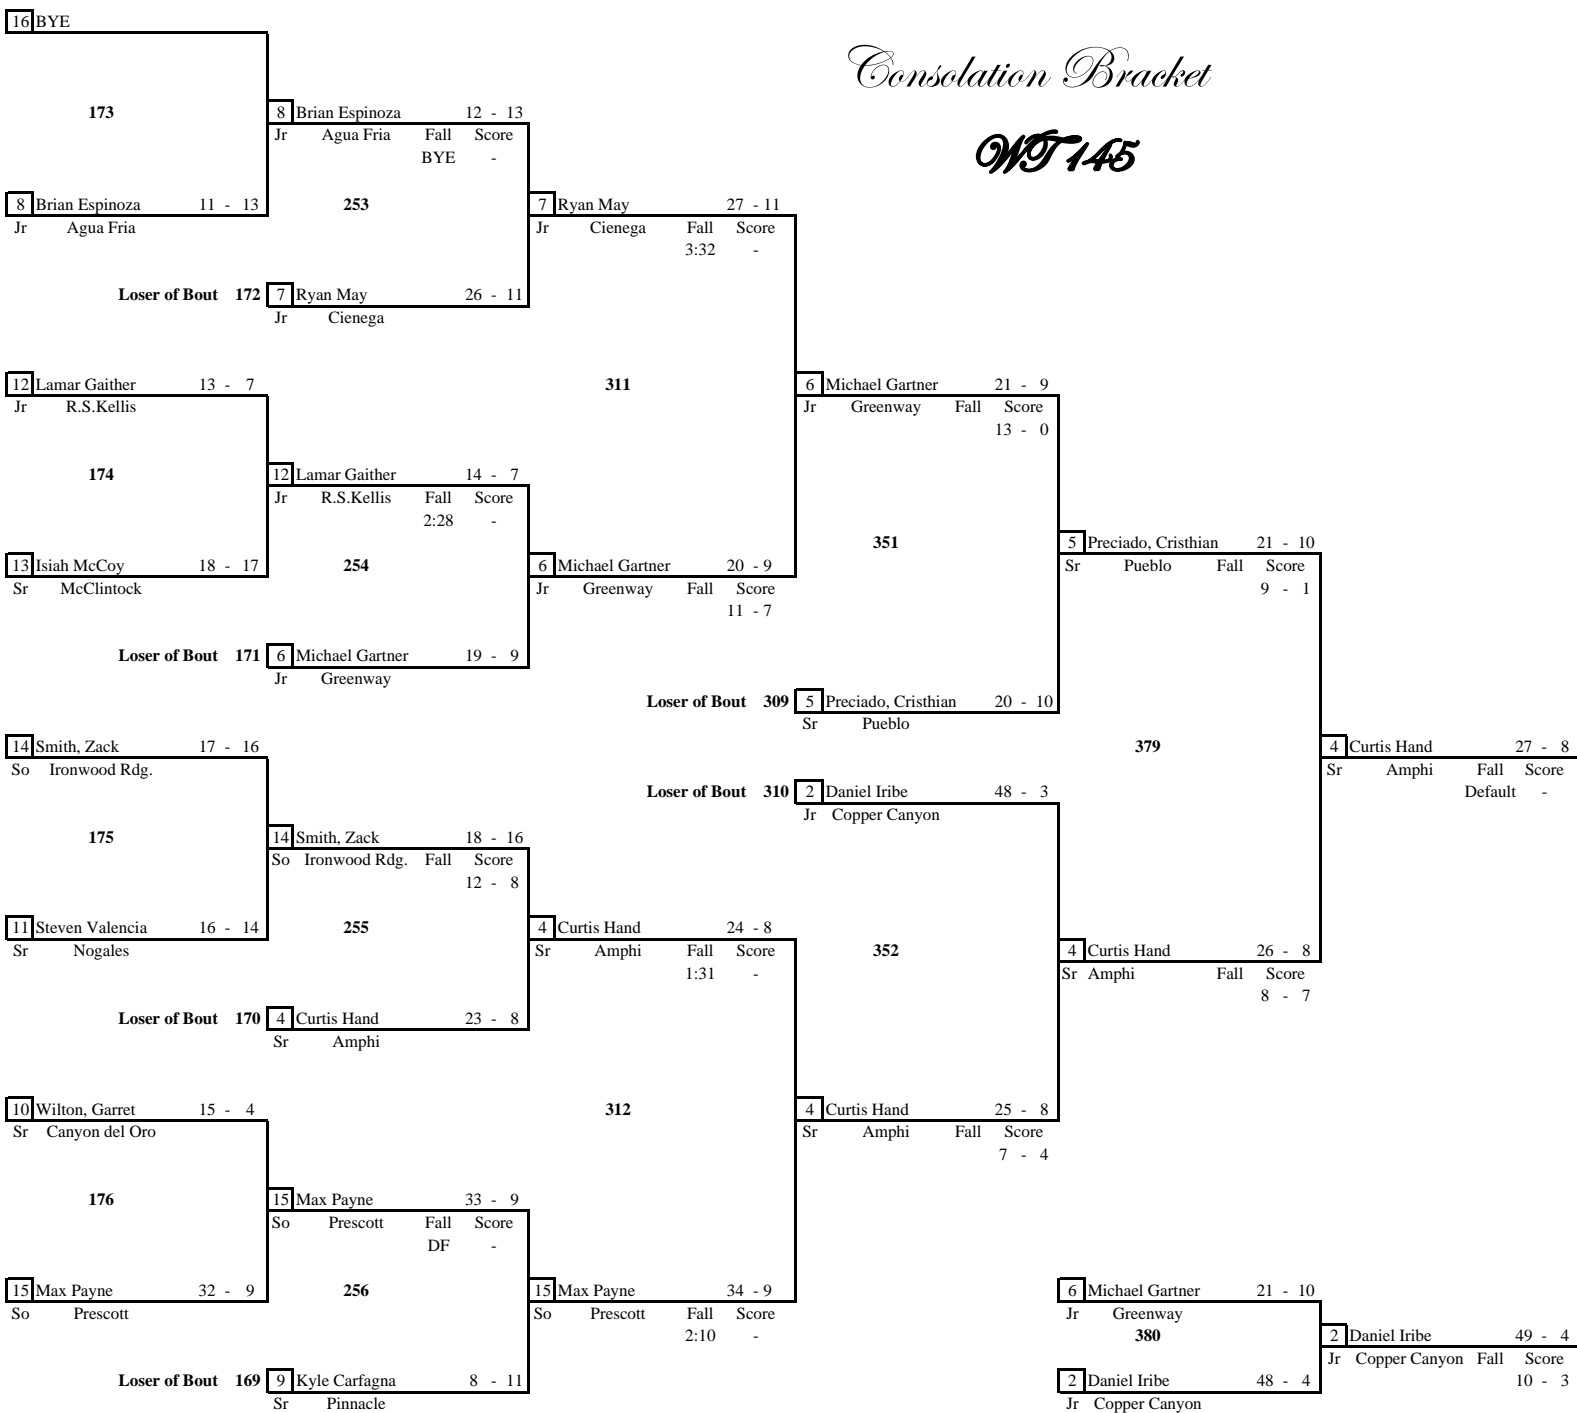 16 BYE
Consolation Bracket
173
8 Brian Espinoza 12 - 13
Jr Agua Fria Fall Score
BYE -
WT 145
8 Brian Espinoza 11 - 13
Jr Agua Fria
253
7 Ryan May 27 - 11
Jr Cienega Fall Score
3:32 -
Loser of Bout 172 7 Ryan May 26 - 11
Jr Cienega
12 Lamar Gaither 13 - 7
Jr R.S.Kellis
311
6 Michael Gartner 21 - 9
Jr Greenway Fall Score
13 - 0
174
12 Lamar Gaither 14 - 7
Jr R.S.Kellis Fall Score
2:28 -
351
5 Preciado, Cristhian 21 - 10
Sr Pueblo Fall Score
9 - 1
13 Isiah McCoy 18 - 17
Sr McClintock
254
6 Michael Gartner 20 - 9
Jr Greenway Fall Score
11 - 7
Loser of Bout 171 6 Michael Gartner 19 - 9
Jr Greenway
Loser of Bout 309 5 Preciado, Cristhian 20 - 10
Sr Pueblo
14 Smith, Zack 17 - 16
So Ironwood Rdg.
379
4 Curtis Hand 27 - 8
Sr Amphi Fall Score
Default -
Loser of Bout 310 2 Daniel Iribe 48 - 3
Jr Copper Canyon
175
14 Smith, Zack 18 - 16
So Ironwood Rdg. Fall Score
12 - 8
11 Steven Valencia 16 - 14
Sr Nogales
255
4 Curtis Hand 24 - 8
Sr Amphi Fall Score
1:31 -
352
4 Curtis Hand 26 - 8
Sr Amphi Fall Score
8 - 7
Loser of Bout 170 4 Curtis Hand 23 - 8
Sr Amphi
10 Wilton, Garret 15 - 4
Sr Canyon del Oro
312
4 Curtis Hand 25 - 8
Sr Amphi Fall Score
7 - 4
176
15 Max Payne 33 - 9
So Prescott Fall Score
DF -
15 Max Payne 32 - 9
So Prescott
256
15 Max Payne 34 - 9
So Prescott Fall Score
2:10 -
6 Michael Gartner 21 - 10
Jr Greenway
380
2 Daniel Iribe 49 - 4
Jr Copper Canyon Fall Score
10 - 3
Loser of Bout 169 9 Kyle Carfagna 8 - 11
Sr Pinnacle
2 Daniel Iribe 48 - 4
Jr Copper Canyon